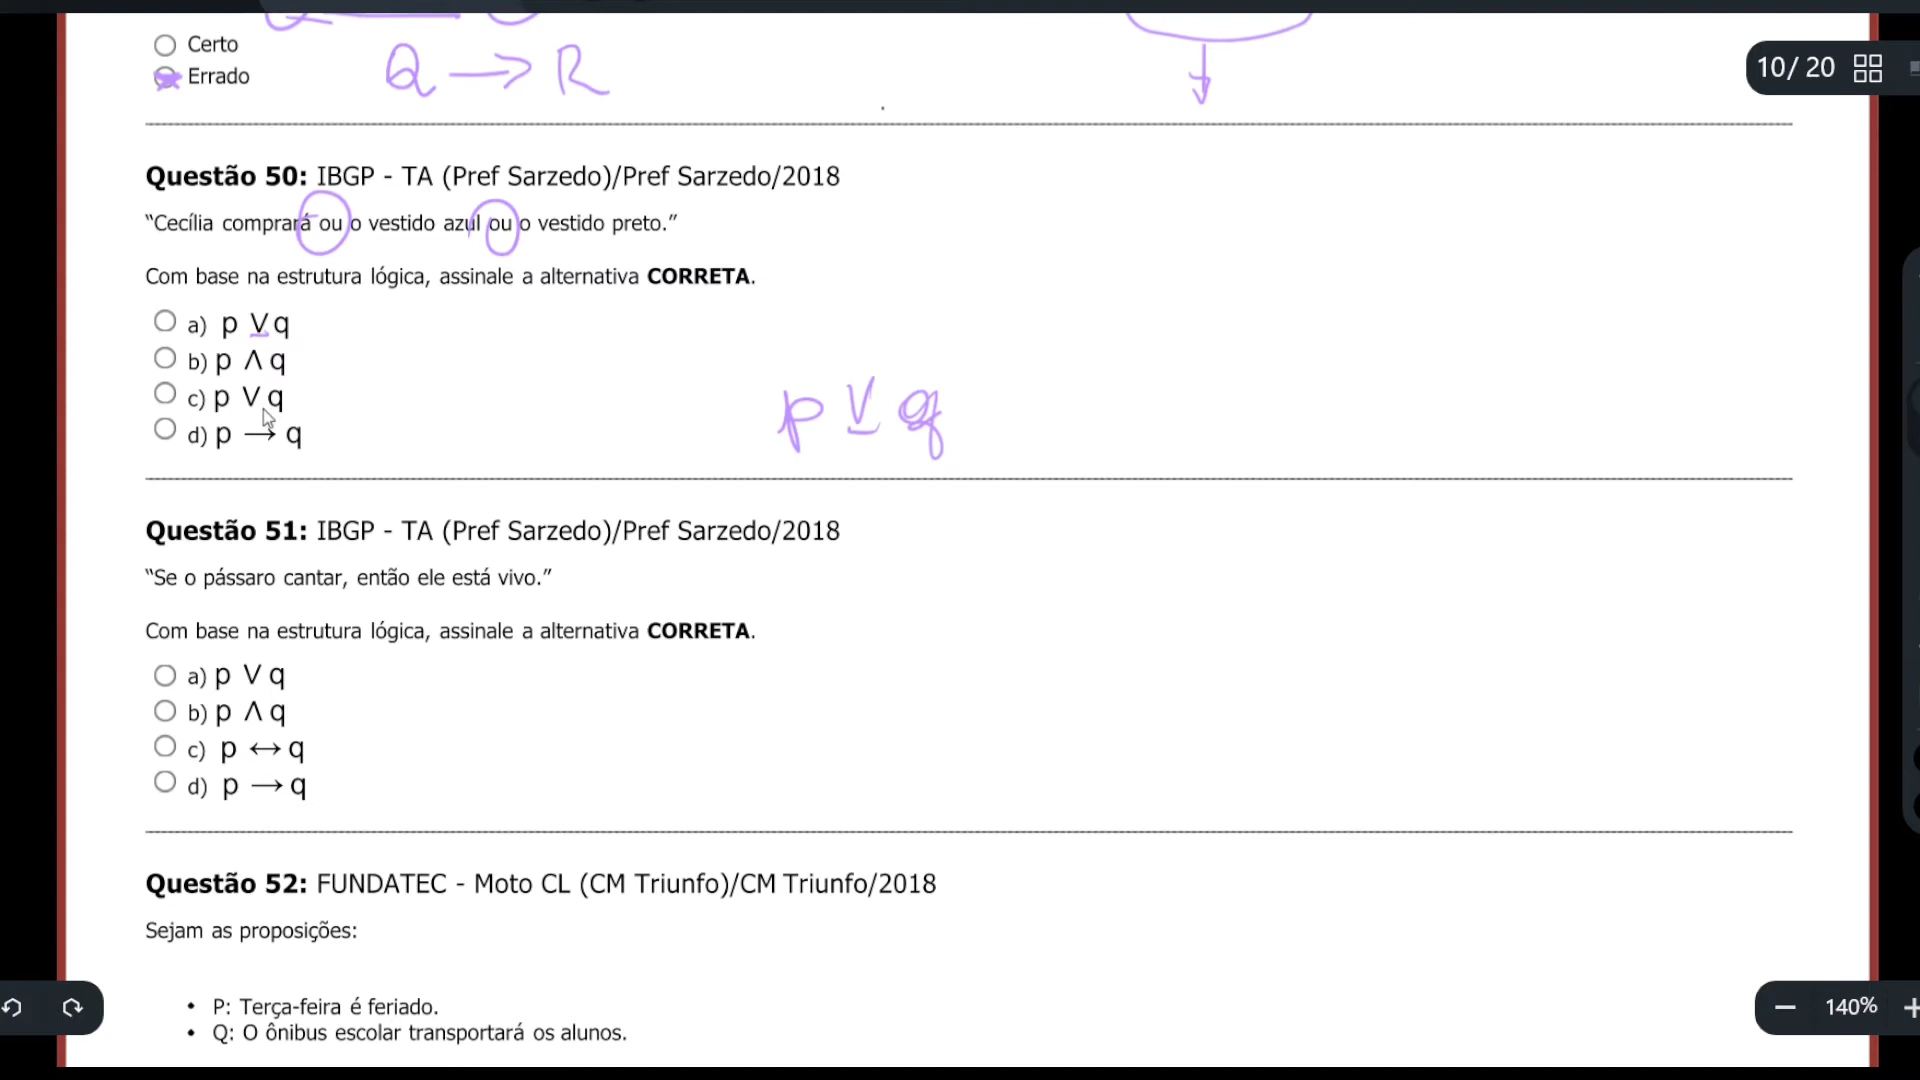 Certo
Errado
Q → R
10/ 20
Questão 50: IBGP - TA (Pref Sarzedo)/Pref Sarzedo/2018
“Cecília comprará ou o vestido azul ou o vestido preto.”
Com base na estrutura lógica, assinale a alternativa CORRETA.
a) p V q
b) p Λ q
c) p V q
d) p → q
p V q
Questão 51: IBGP - TA (Pref Sarzedo)/Pref Sarzedo/2018
“Se o pássaro cantar, então ele está vivo.”
Com base na estrutura lógica, assinale a alternativa CORRETA.
a) p V q
b) p Λ q
c) p ↔ q
d) p → q
Questão 52: FUNDATEC - Moto CL (CM Triunfo)/CM Triunfo/2018
Sejam as proposições:
• P: Terça-feira é feriado.
• Q: O ônibus escolar transportará os alunos.
140%